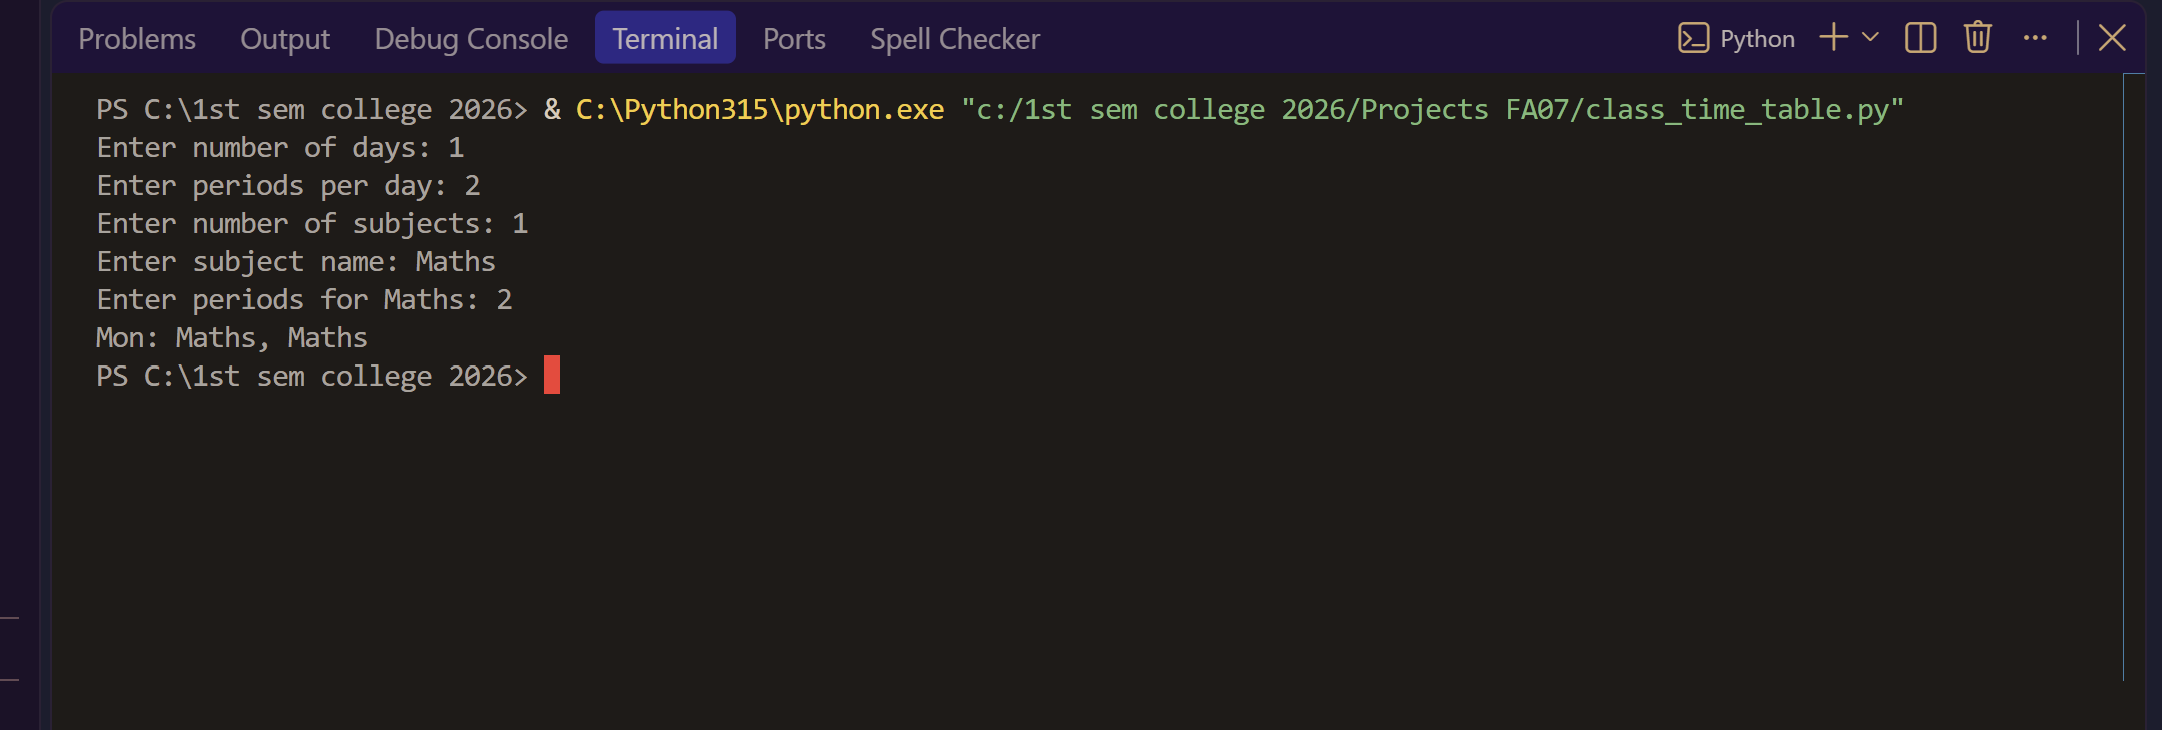 Problems Output Debug Console Terminal Ports Spell Checker Python
PS C:\1st sem college 2026> & C:\Python315\python.exe "c:/1st sem college 2026/Projects FA07/class_time_table.py"
Enter number of days: 1
Enter periods per day: 2
Enter number of subjects: 1
Enter subject name: Maths
Enter periods for Maths: 2
Mon: Maths, Maths
PS C:\1st sem college 2026>